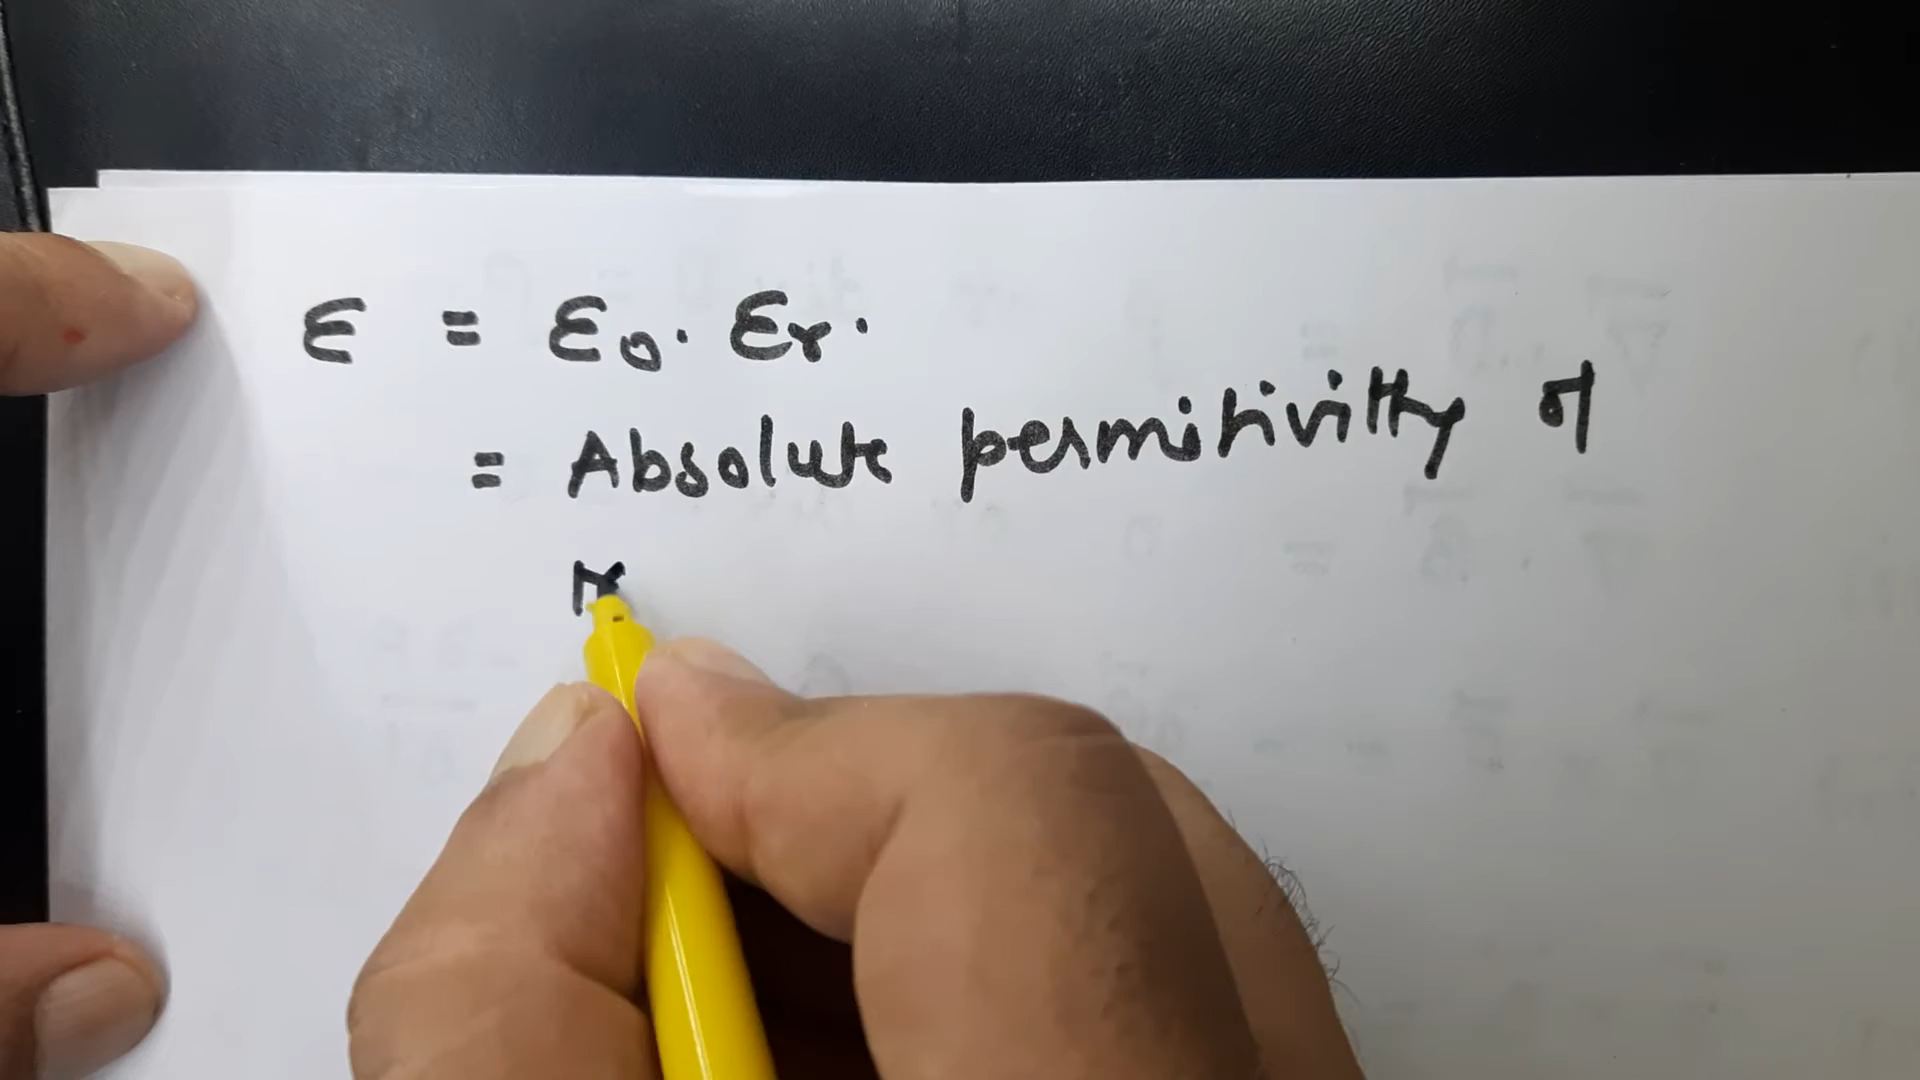 ε = ε₀. εr.
= Absolute permitivitty of
M